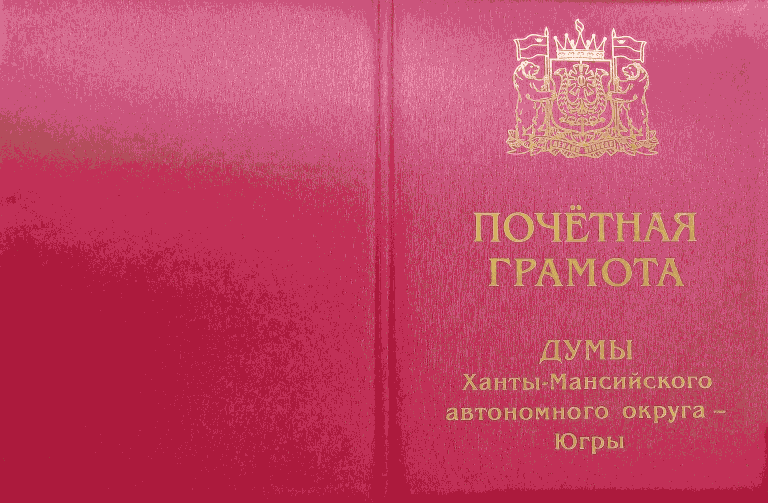 ПОЧЁТНАЯ
ГРАМОТА
ДУМЫ
Ханты-Мансийского
автономного округа –
Югры